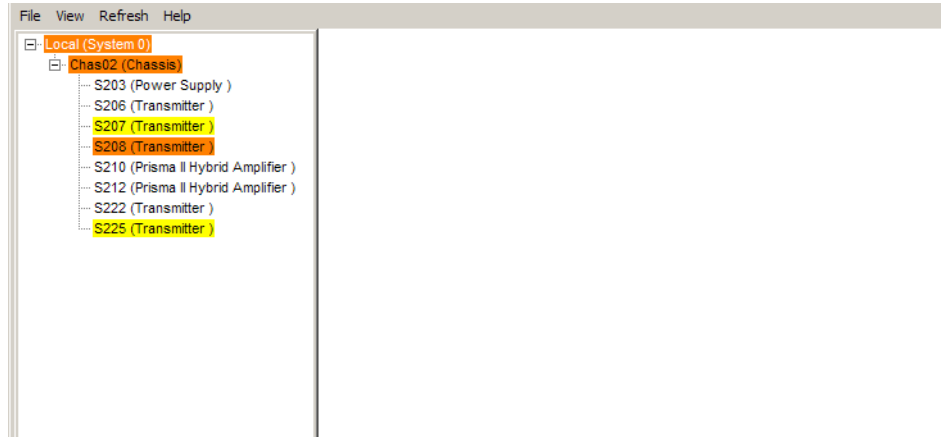 File View Refresh Help
Local (System 0)
Chas02 (Chassis)
S203 (Power Supply )
S206 (Transmitter )
S207 (Transmitter )
S208 (Transmitter )
S210 (Prisma II Hybrid Amplifier )
S212 (Prisma II Hybrid Amplifier )
S222 (Transmitter )
S225 (Transmitter )